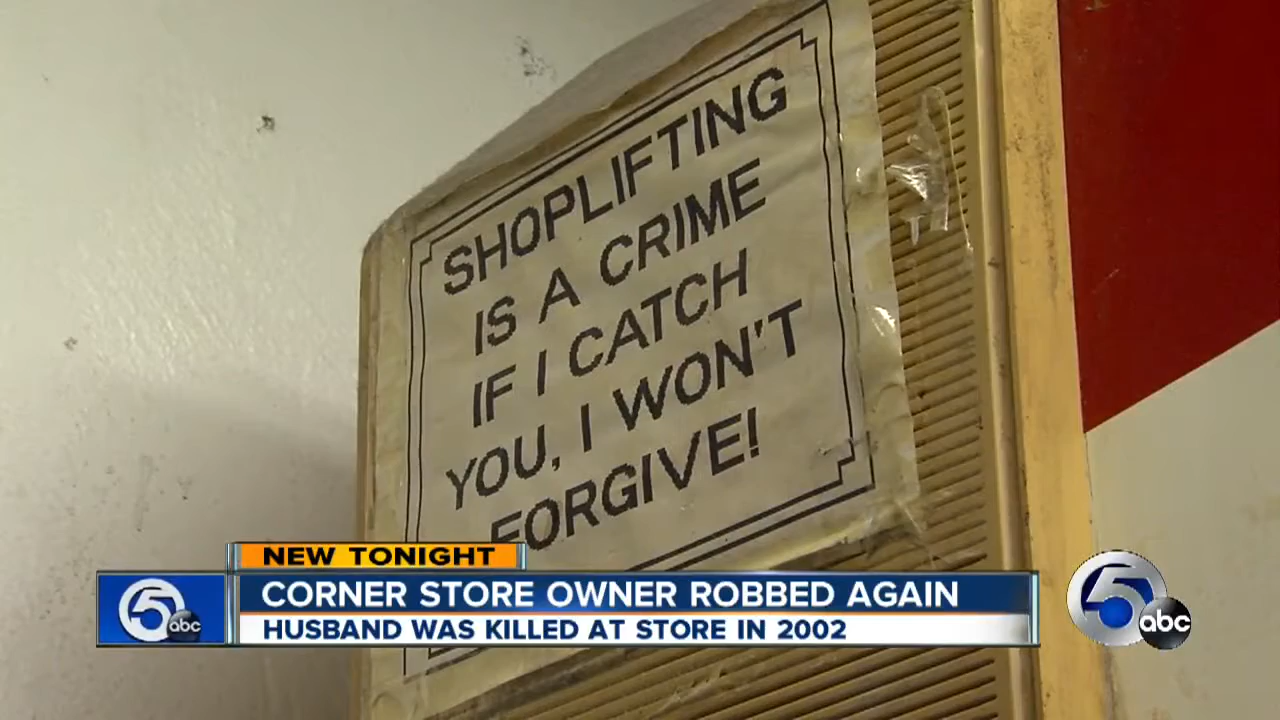 SHOPLIFTING
IS A CRIME
IF I CATCH
YOU, I WON'T
FORGIVE!
NEW TONIGHT
5 abc
CORNER STORE OWNER ROBBED AGAIN
HUSBAND WAS KILLED AT STORE IN 2002
5 abc